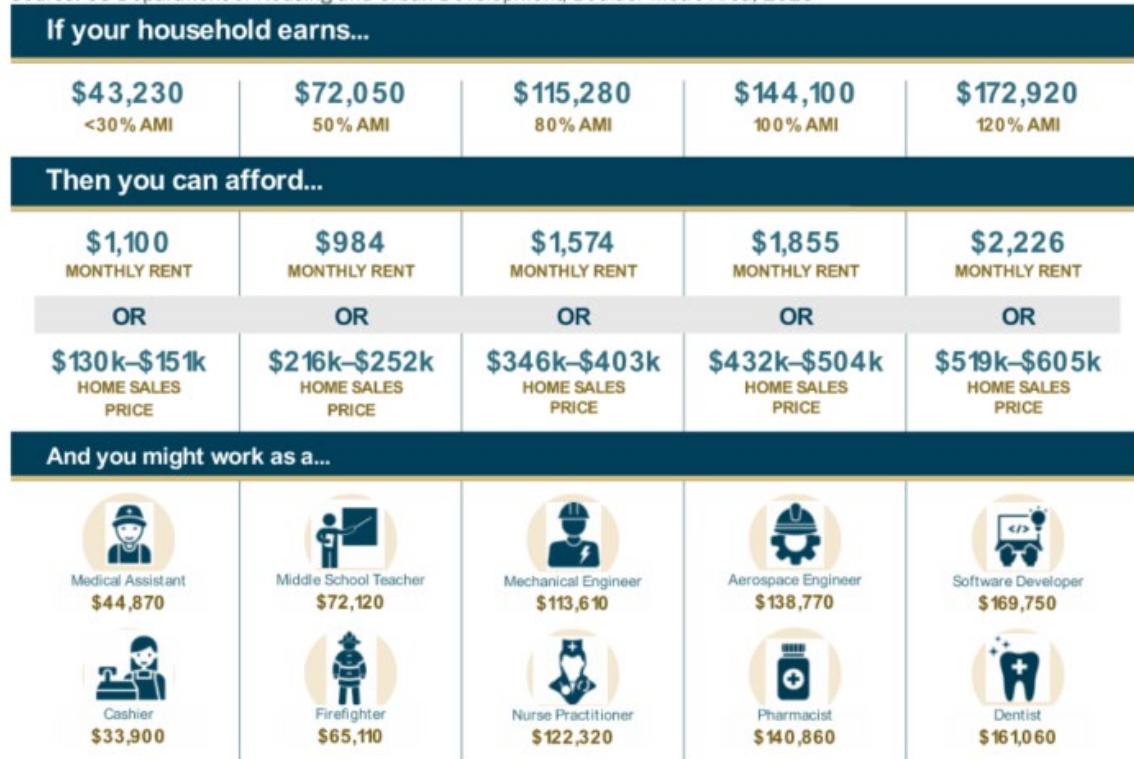 If your household earns...
$43,230 $72,050 $115,280 $144,100 $172,920
<30% AMI 50% AMI 80% AMI 100% AMI 120% AMI
Then you can afford...
$1,100 $984 $1,574 $1,855 $2,226
MONTHLY RENT MONTHLY RENT MONTHLY RENT MONTHLY RENT MONTHLY RENT
OR OR OR OR OR
$130k–$151k $216k–$252k $346k–$403k $432k–$504k $519k–$605k
HOME SALES HOME SALES HOME SALES HOME SALES HOME SALES
PRICE PRICE PRICE PRICE PRICE
And you might work as a...
</>
Medical Assistant Middle School Teacher Mechanical Engineer Aerospace Engineer Software Developer
$44,870 $72,120 $113,610 $138,770 $169,750
Cashier Firefighter Nurse Practitioner Pharmacist Dentist
$33,900 $65,110 $122,320 $140,860 $161,060